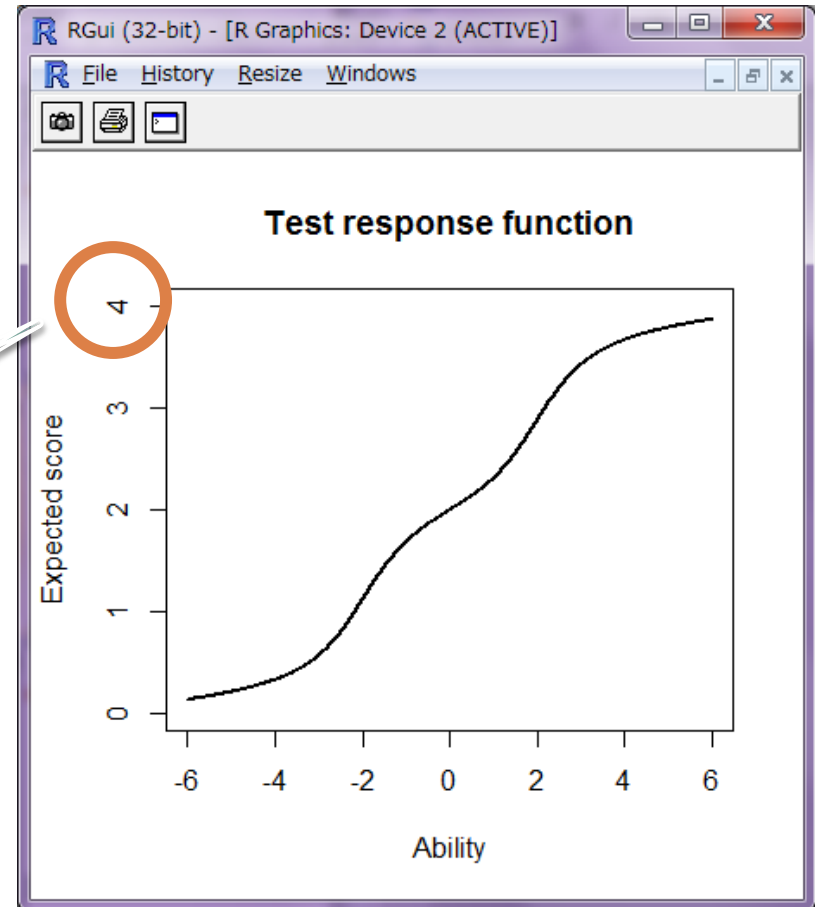 RGui (32-bit) - [R Graphics: Device 2 (ACTIVE)]
File History Resize Windows
Test response function
Expected score
4
3
2
1
0
-6 -4 -2 0 2 4 6
Ability